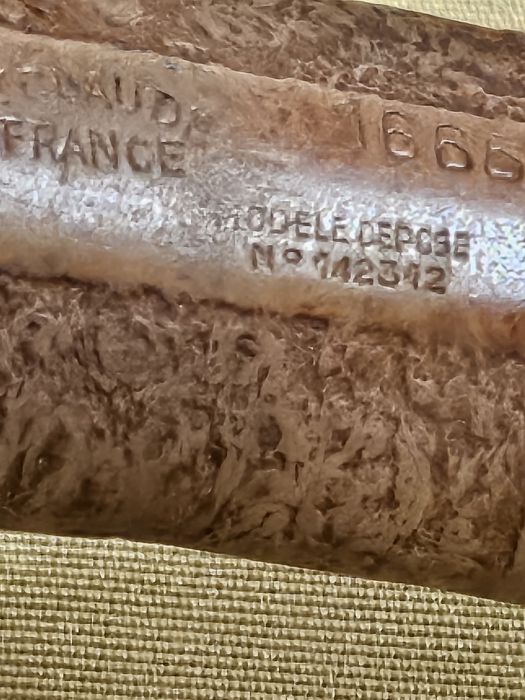 FRANCE
1666
MODELE DEPOSE
N° 142312